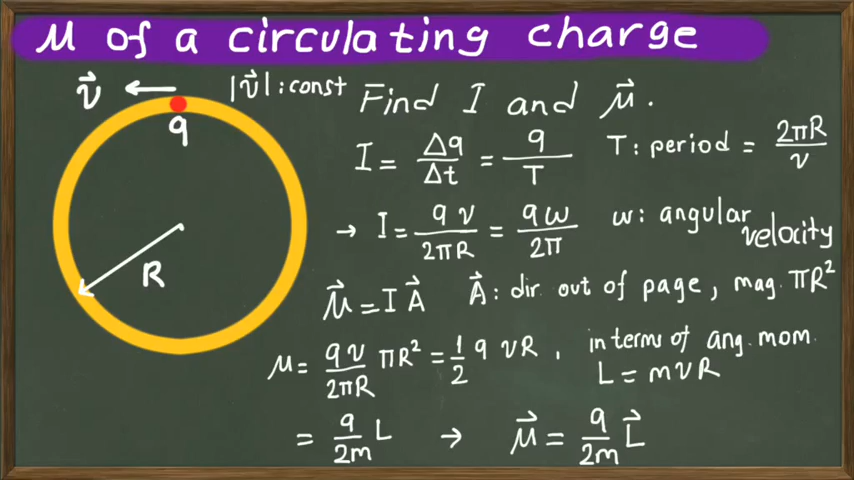 μ of a circulating charge
v⃗ ← |v⃗| : const
q
R
Find I and μ⃗.
I = Δq/Δt = q/T T: period = 2πR/v
→ I = qv/2πR = qω/2π ω: angular velocity
μ⃗ = I A⃗ A⃗: dir. out of page, mag. πR²
μ = qv/2πR πR² = 1/2 q vR, in terms of ang. mom.
L = mvR
= q/2m L → μ⃗ = q/2m L⃗